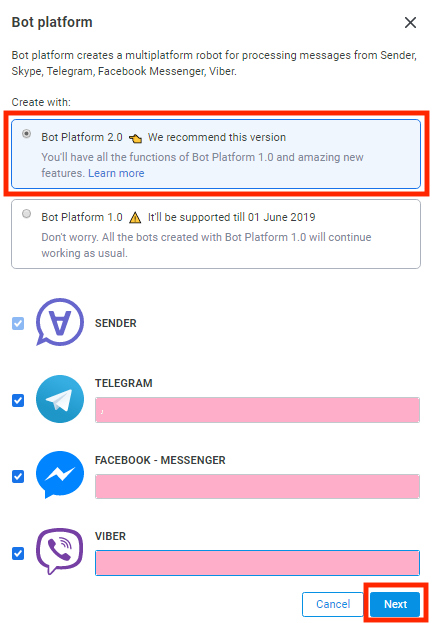 Bot platform
Bot platform creates a multiplatform robot for processing messages from Sender,
Skype, Telegram, Facebook Messenger, Viber.
Create with:
Bot Platform 2.0 We recommend this version
You'll have all the functions of Bot Platform 1.0 and amazing new
features. Learn more
Bot Platform 1.0 It'll be supported till 01 June 2019
Don't worry. All the bots created with Bot Platform 1.0 will continue
working as usual.
SENDER
TELEGRAM
FACEBOOK - MESSENGER
VIBER
Cancel
Next